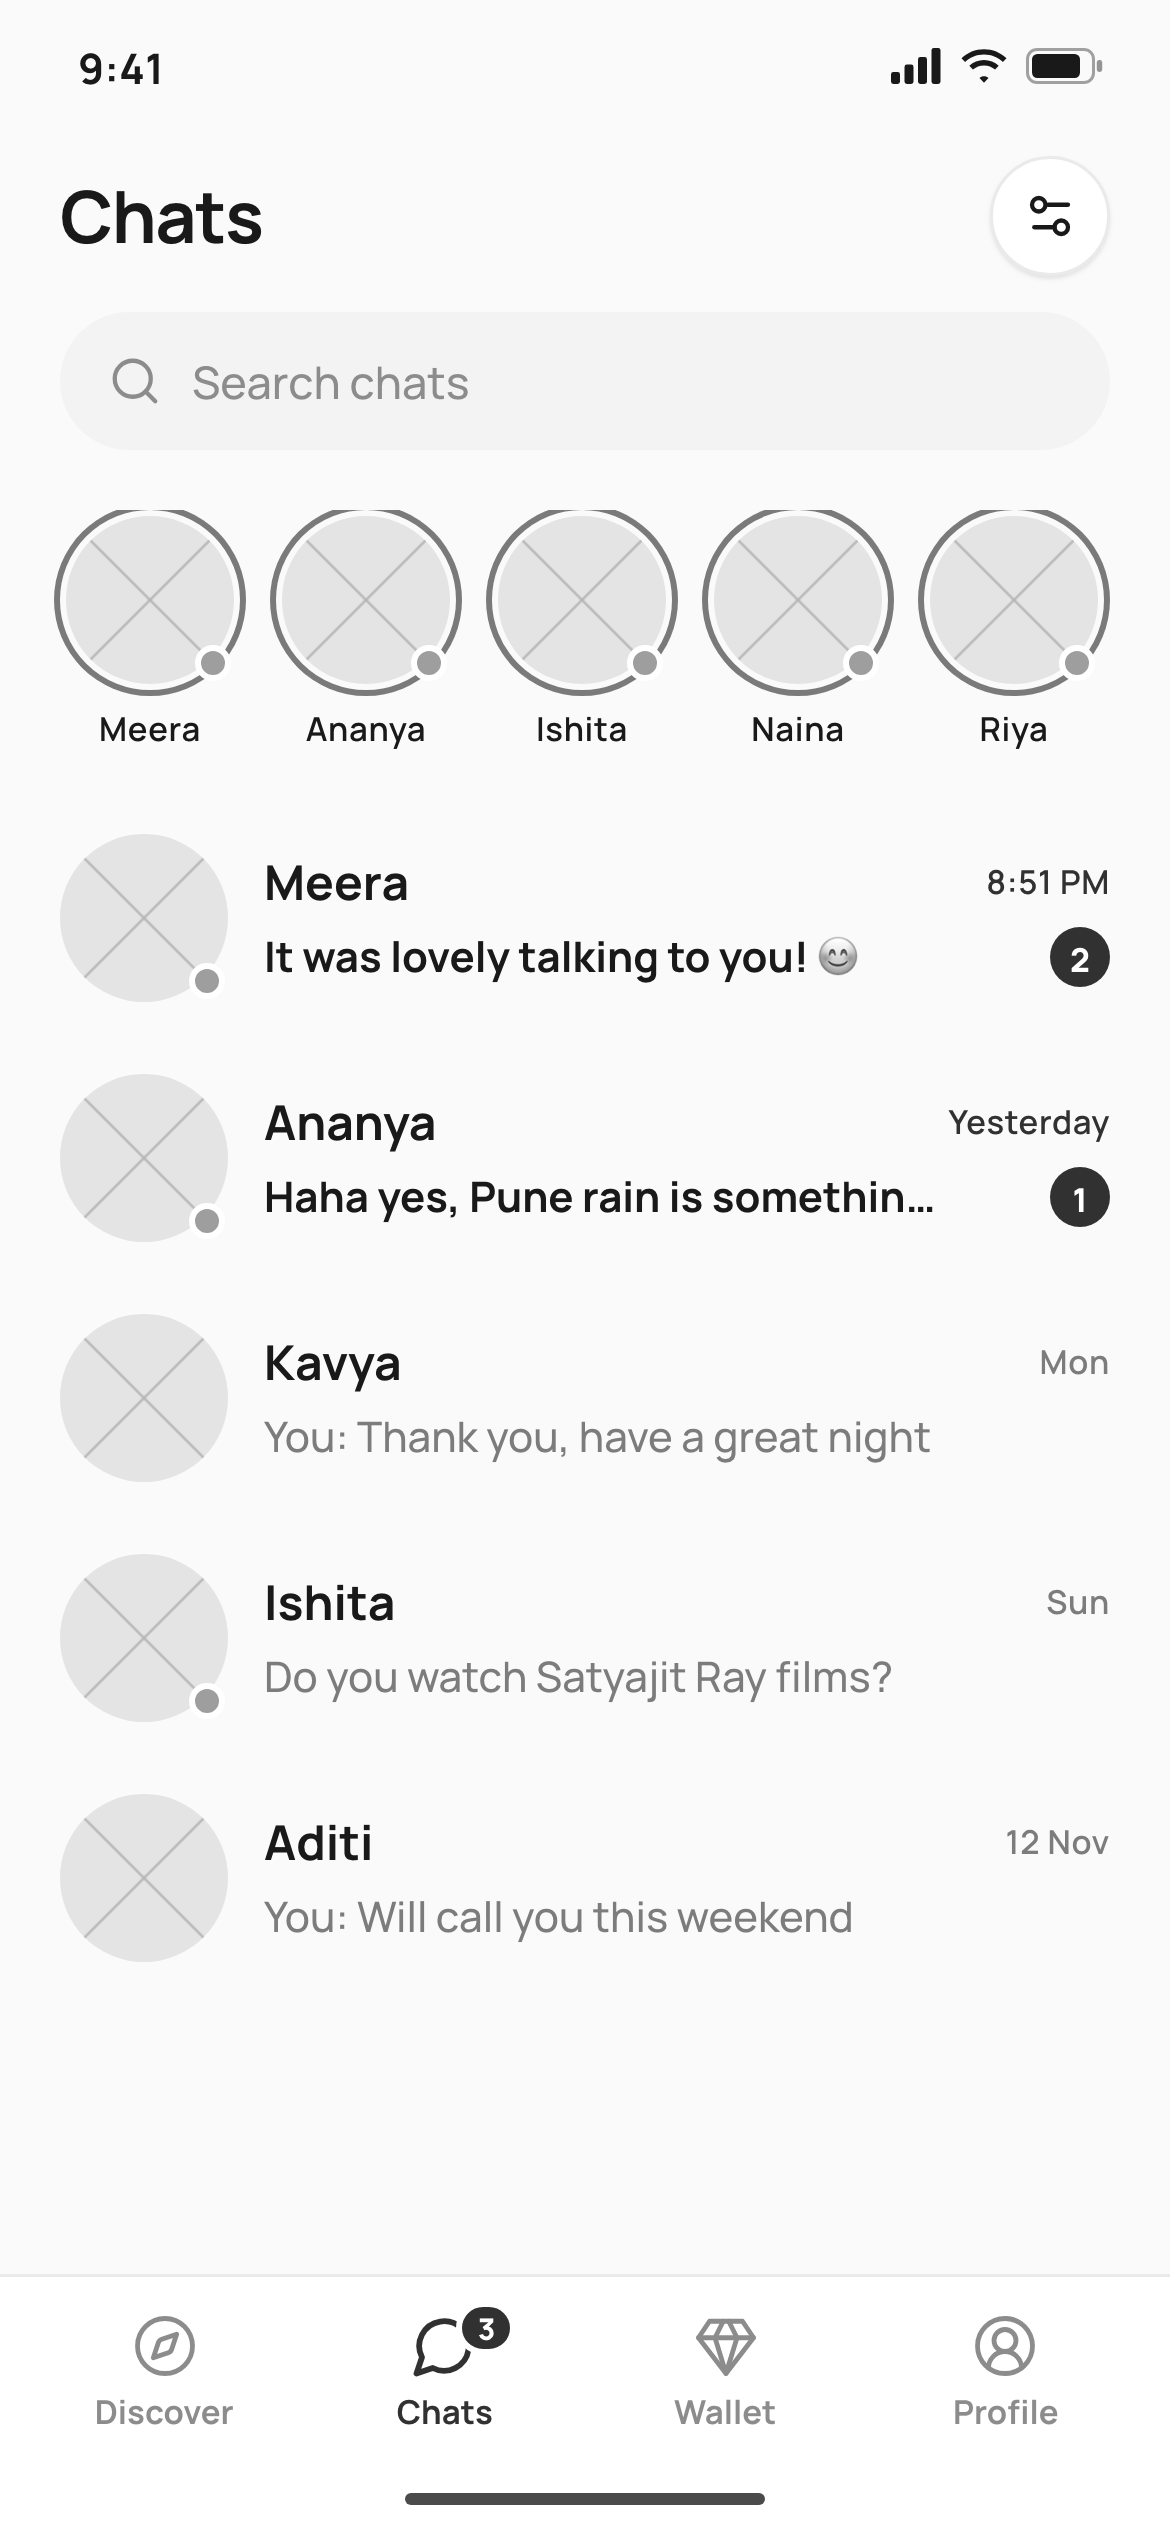 9:41
Chats
Search chats
Meera Ananya Ishita Naina Riya
Meera 8:51 PM
It was lovely talking to you! 😊 2
Ananya Yesterday
Haha yes, Pune rain is somethin... 1
Kavya Mon
You: Thank you, have a great night
Ishita Sun
Do you watch Satyajit Ray films?
Aditi 12 Nov
You: Will call you this weekend
3
Discover Chats Wallet Profile